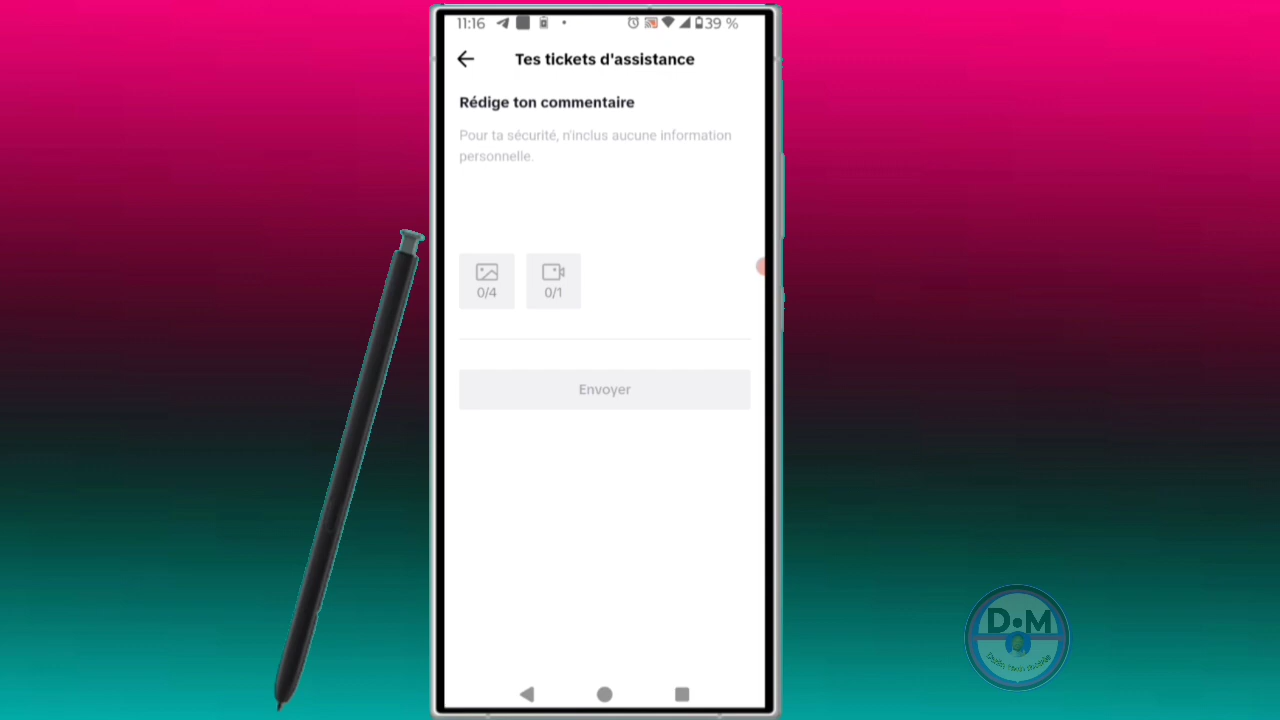 11:16
39 %
Tes tickets d'assistance
Rédige ton commentaire
Pour ta sécurité, n'inclus aucune information
personnelle.
0/4
0/1
Envoyer
D•M